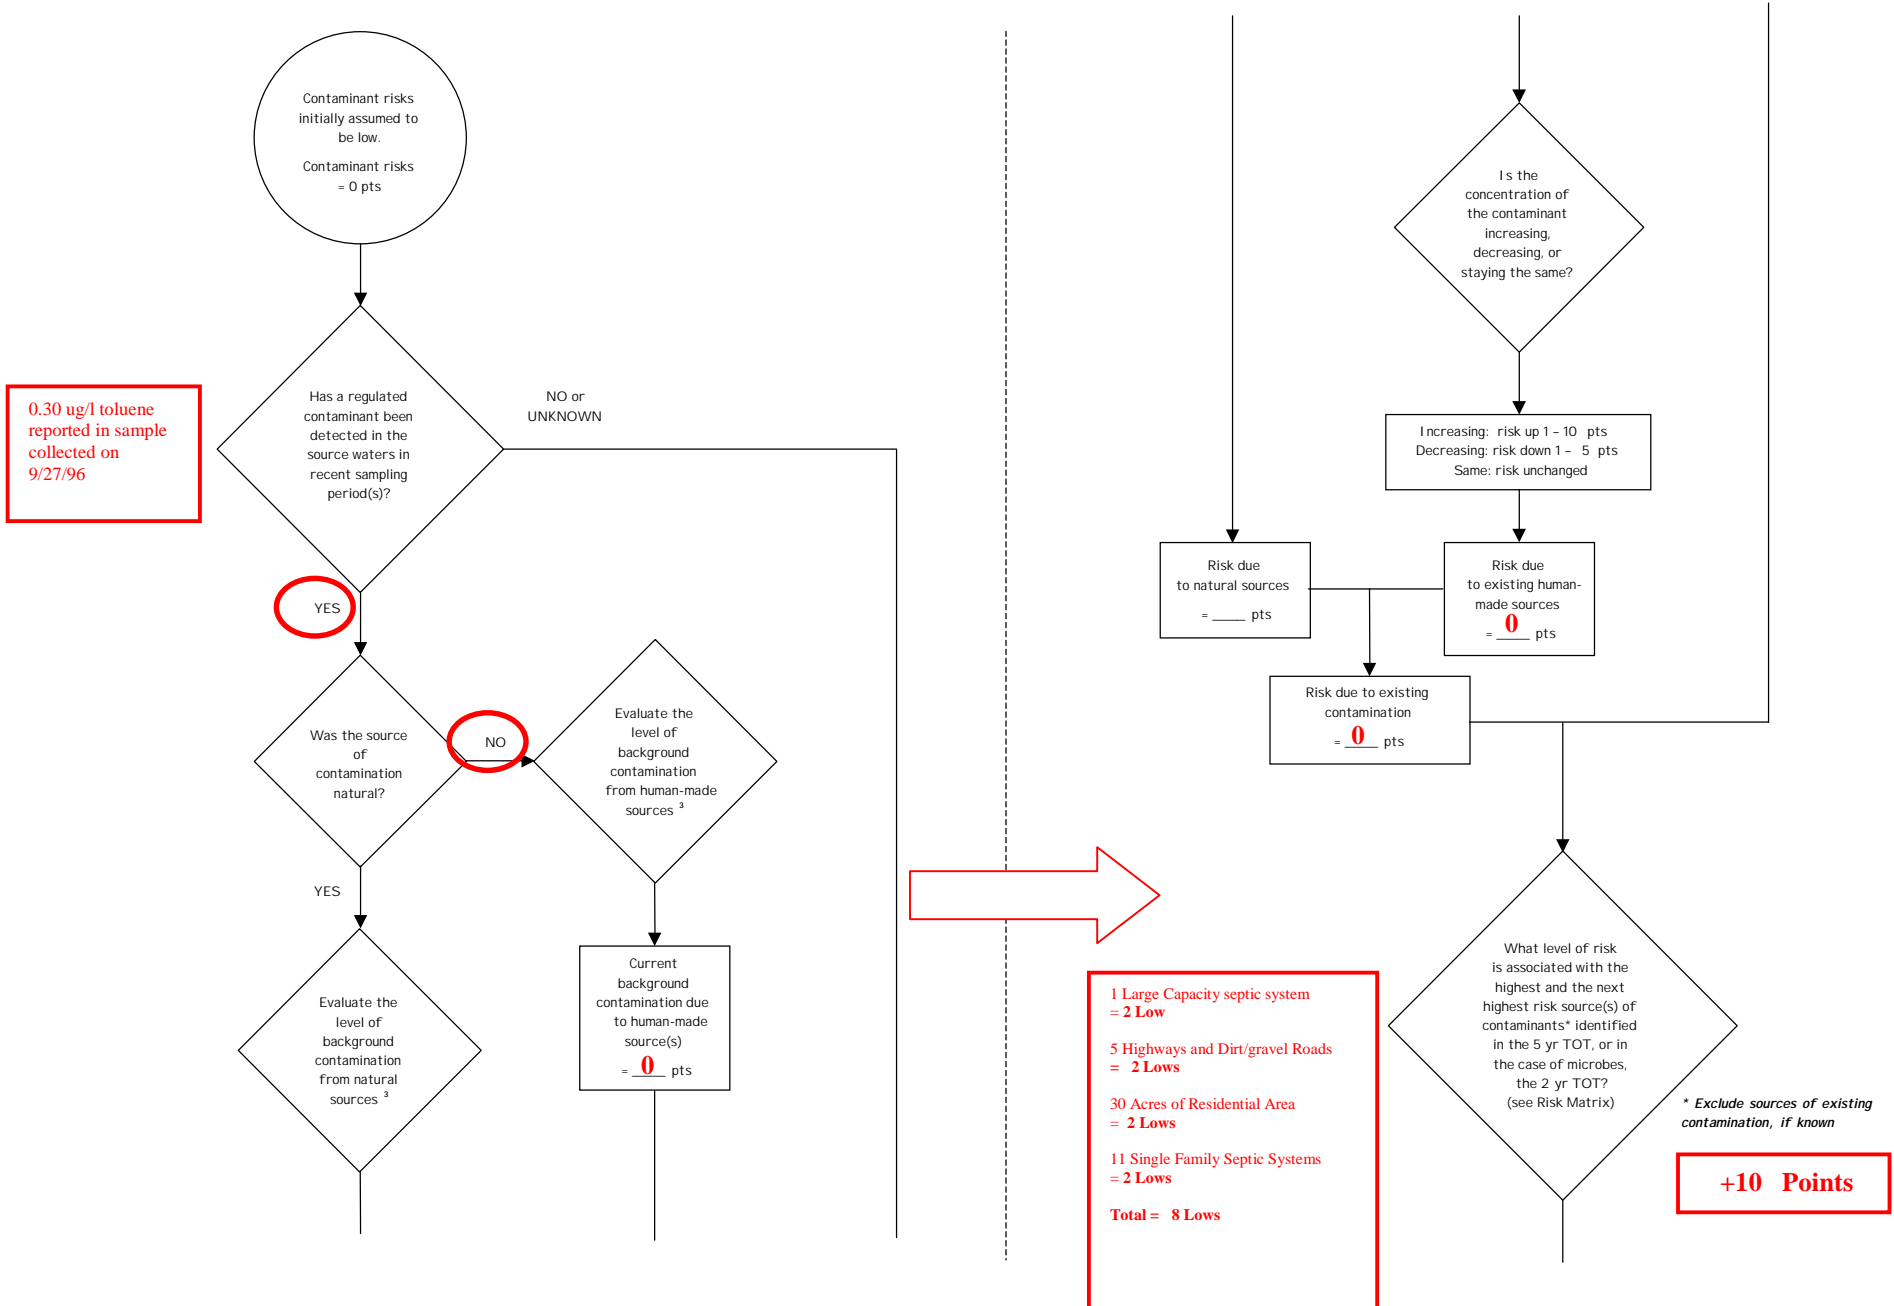 Contaminant risks
initially assumed to
be low.
Contaminant risks
= 0 pts
0.30 ug/l toluene
reported in sample
collected on
9/27/96
Has a regulated
contaminant been
detected in the
source waters in
recent sampling
period(s)?
NO or
UNKNOWN
YES
Was the source
of
contamination
natural?
NO
Evaluate the
level of
background
contamination
from human-made
sources ³
YES
Evaluate the
level of
background
contamination
from natural
sources ³
Current
background
contamination due
to human-made
source(s)
= 0 pts
Is the
concentration of
the contaminant
increasing,
decreasing, or
staying the same?
Increasing: risk up 1 – 10 pts
Decreasing: risk down 1 – 5 pts
Same: risk unchanged
Risk due
to natural sources
= ____ pts
Risk due
to existing human-
made sources
= 0 pts
Risk due to existing
contamination
= 0 pts
1 Large Capacity septic system
= 2 Low
5 Highways and Dirt/gravel Roads
= 2 Lows
30 Acres of Residential Area
= 2 Lows
11 Single Family Septic Systems
= 2 Lows
Total = 8 Lows
What level of risk
is associated with the
highest and the next
highest risk source(s) of
contaminants* identified
in the 5 yr TOT, or in
the case of microbes,
the 2 yr TOT?
(see Risk Matrix)
* Exclude sources of existing
contamination, if known
+10 Points